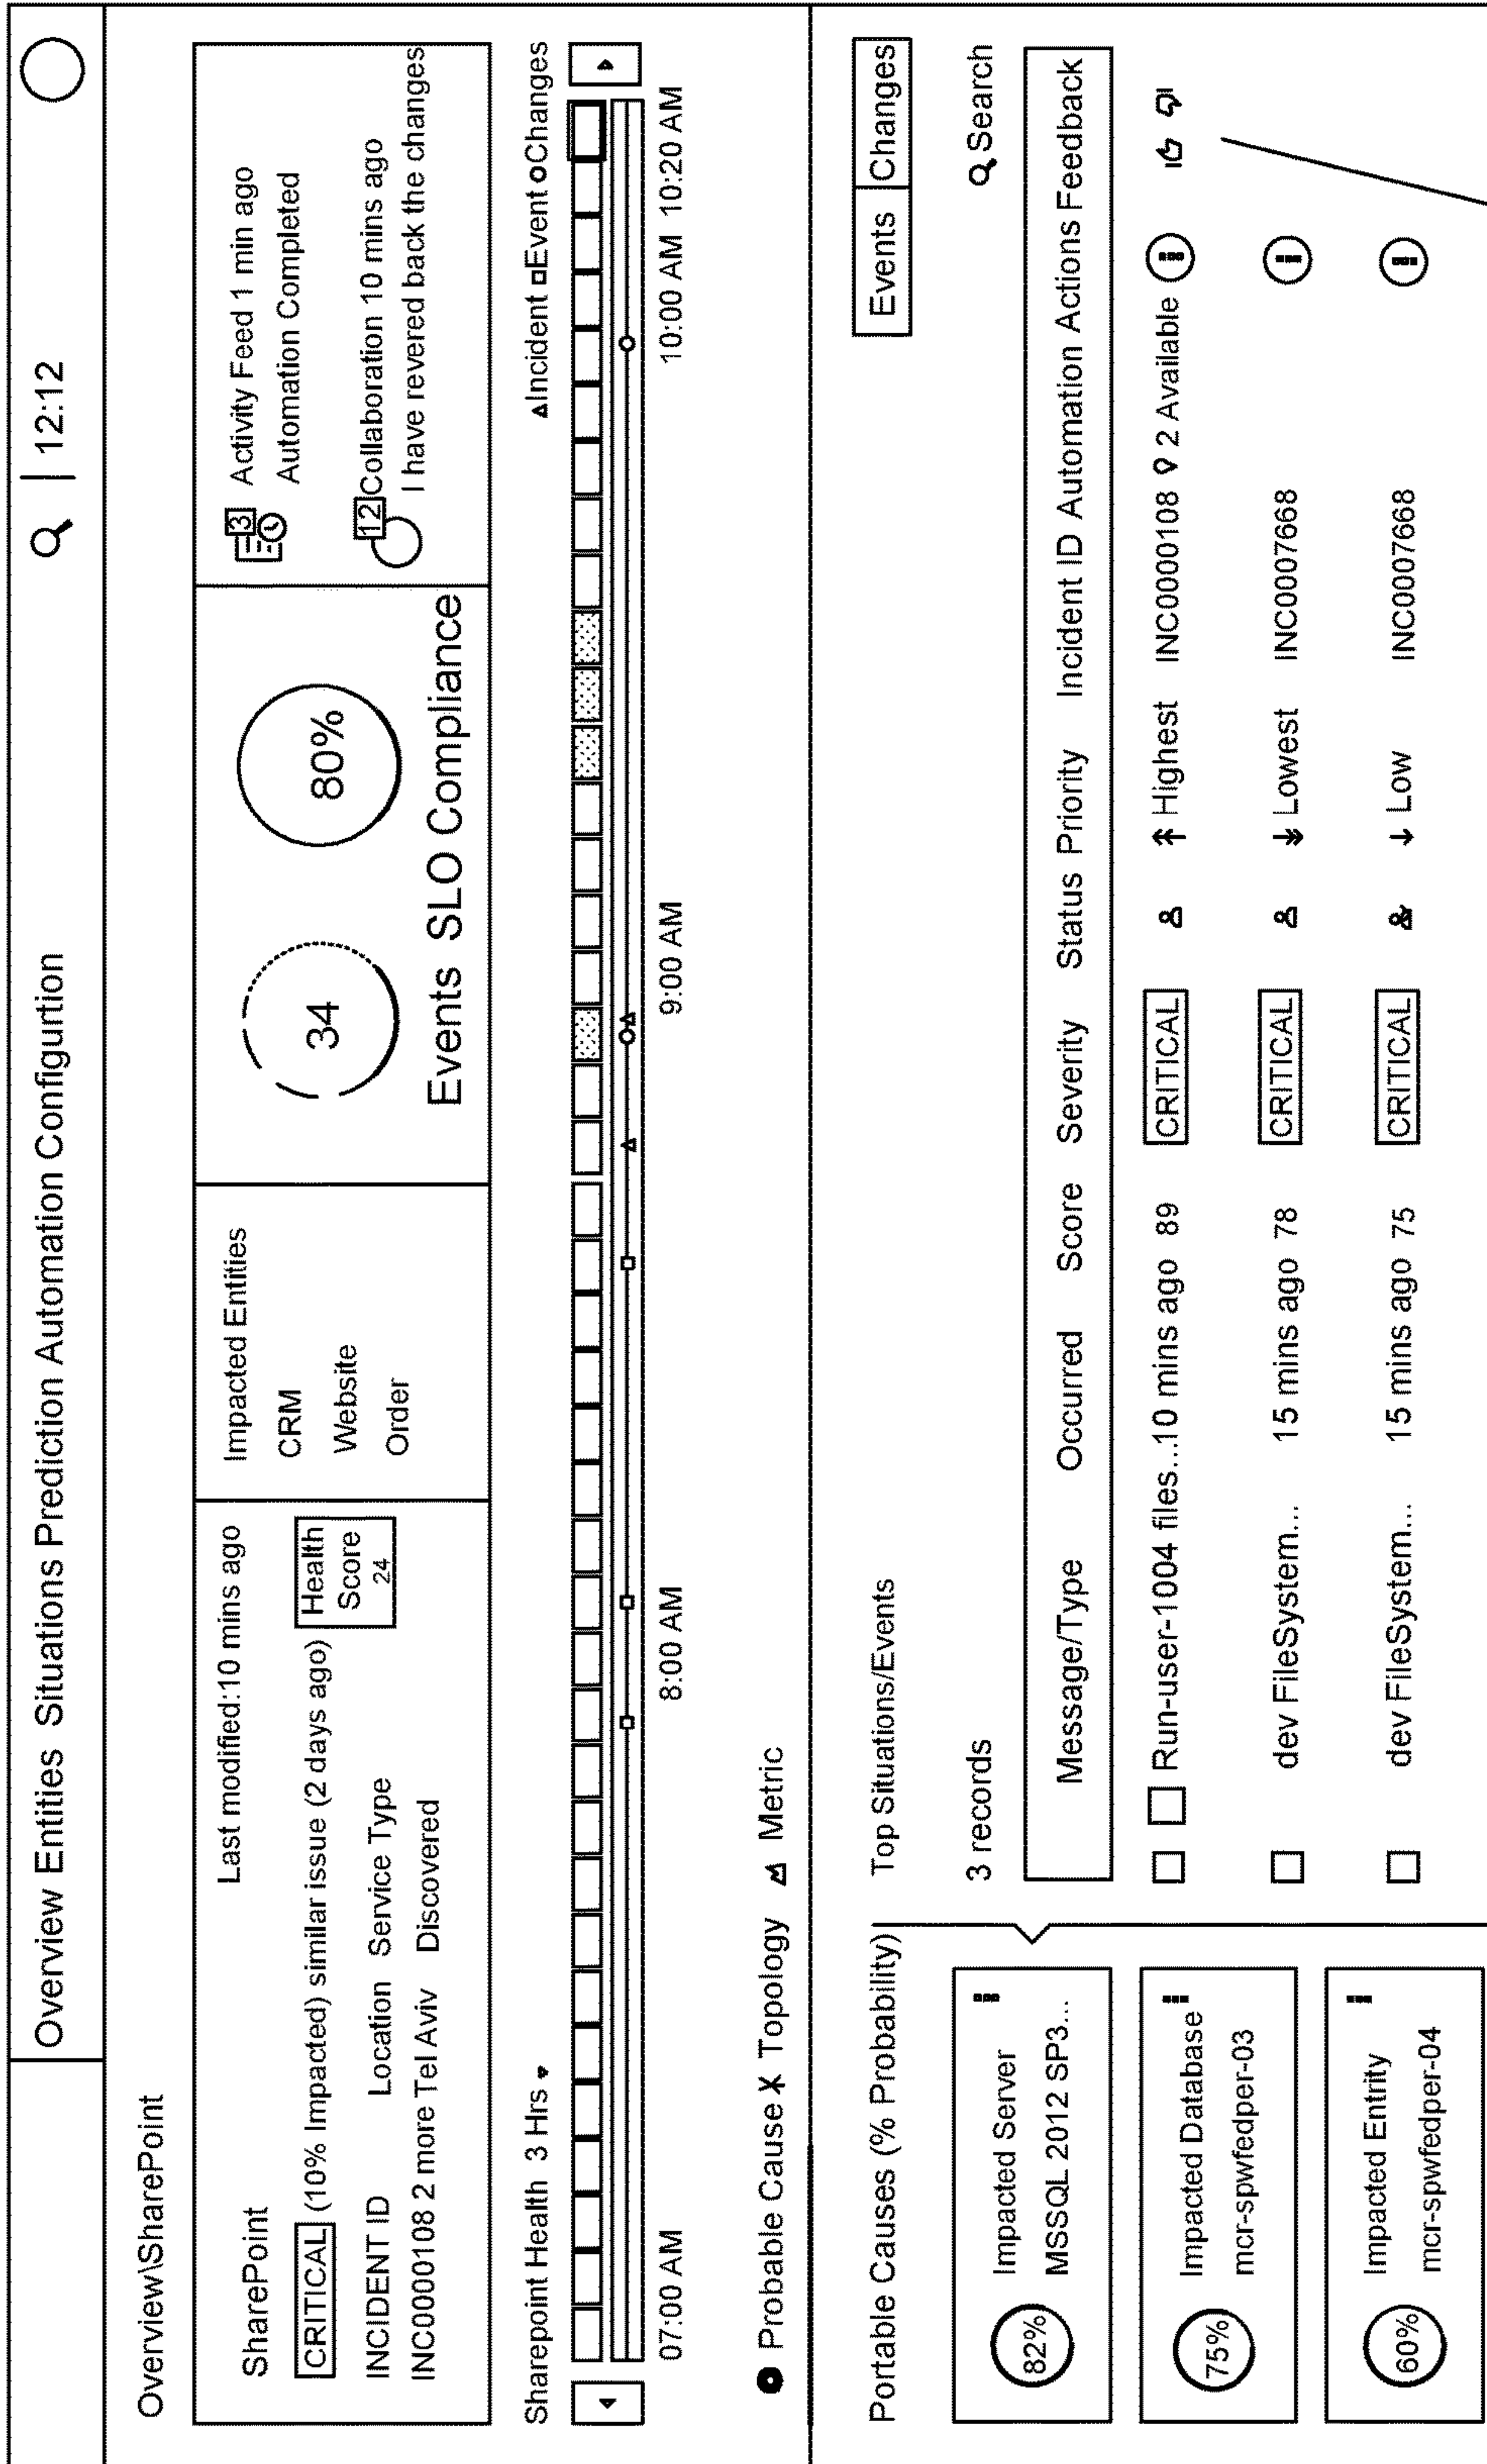 Overview Entities Situations Prediction Automation Configurtion
12:12
Overview\SharePoint
SharePoint
Last modified:10 mins ago
CRITICAL (10% Impacted) similar issue (2 days ago)
Health
Score
24
INCIDENT ID Location Service Type
INC0000108 2 more Tel Aviv Discovered
Impacted Entities
CRM
Website
Order
34
80%
Events SLO Compliance
3
Activity Feed 1 min ago
Automation Completed
12
Collaboration 10 mins ago
I have revered back the changes
Sharepoint Health 3 Hrs
Incident Event Changes
07:00 AM 8:00 AM 9:00 AM 10:00 AM 10:20 AM
Probable Cause Topology Metric
Portable Causes (% Probability)
82%
Impacted Server
MSSQL 2012 SP3...
75%
Impacted Database
mcr-spwfedper-03
60%
Impacted Entrity
mcr-spwfedper-04
Top Situations/Events
Events Changes
3 records
Search
Message/Type Occurred Score Severity Status Priority Incident ID Automation Actions Feedback
Run-user-1004 files...10 mins ago 89 CRITICAL Highest INC0000108 2 Available
dev FileSystem... 15 mins ago 78 CRITICAL Lowest INC0007668
dev FileSystem... 15 mins ago 75 CRITICAL Low INC0007668